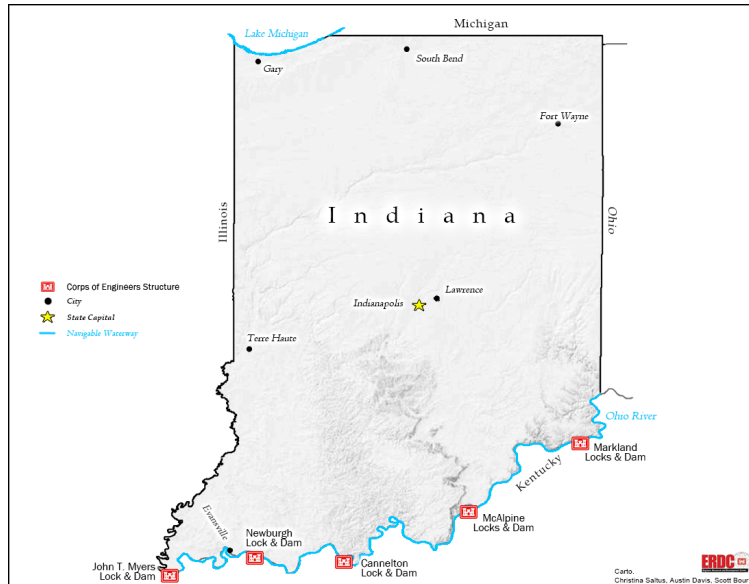 Michigan
Lake Michigan
Gary
South Bend
Fort Wayne
Illinois
Indiana
Ohio
Corps of Engineers Structure
City
State Capital
Navigable Waterway
Indianapolis
Lawrence
Terre Haute
Ohio River
Markland
Locks & Dam
Kentucky
McAlpine
Locks & Dam
Evansville
Newburgh
Lock & Dam
Cannelton
Lock & Dam
John T. Myers
Lock & Dam
ERDC
Carto.
Christina Saltus, Austin Davis, Scott Bourne